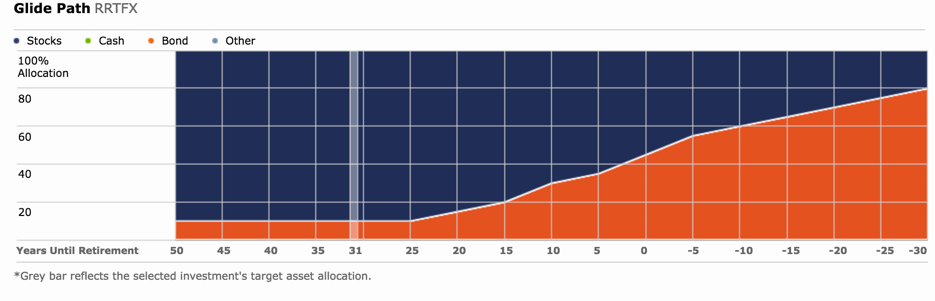 Glide Path RRTFX
Stocks Cash Bond Other
100%
Allocation
80
60
40
20
Years Until Retirement 50 45 40 35 31 25 20 15 10 5 0 -5 -10 -15 -20 -25 -30
*Grey bar reflects the selected investment's target asset allocation.